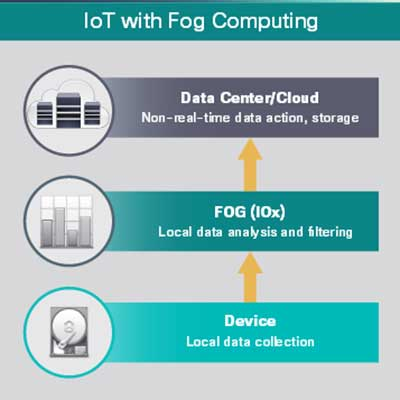 IoT with Fog Computing
Data Center/Cloud
Non-real-time data action, storage
FOG (IOx)
Local data analysis and filtering
Device
Local data collection